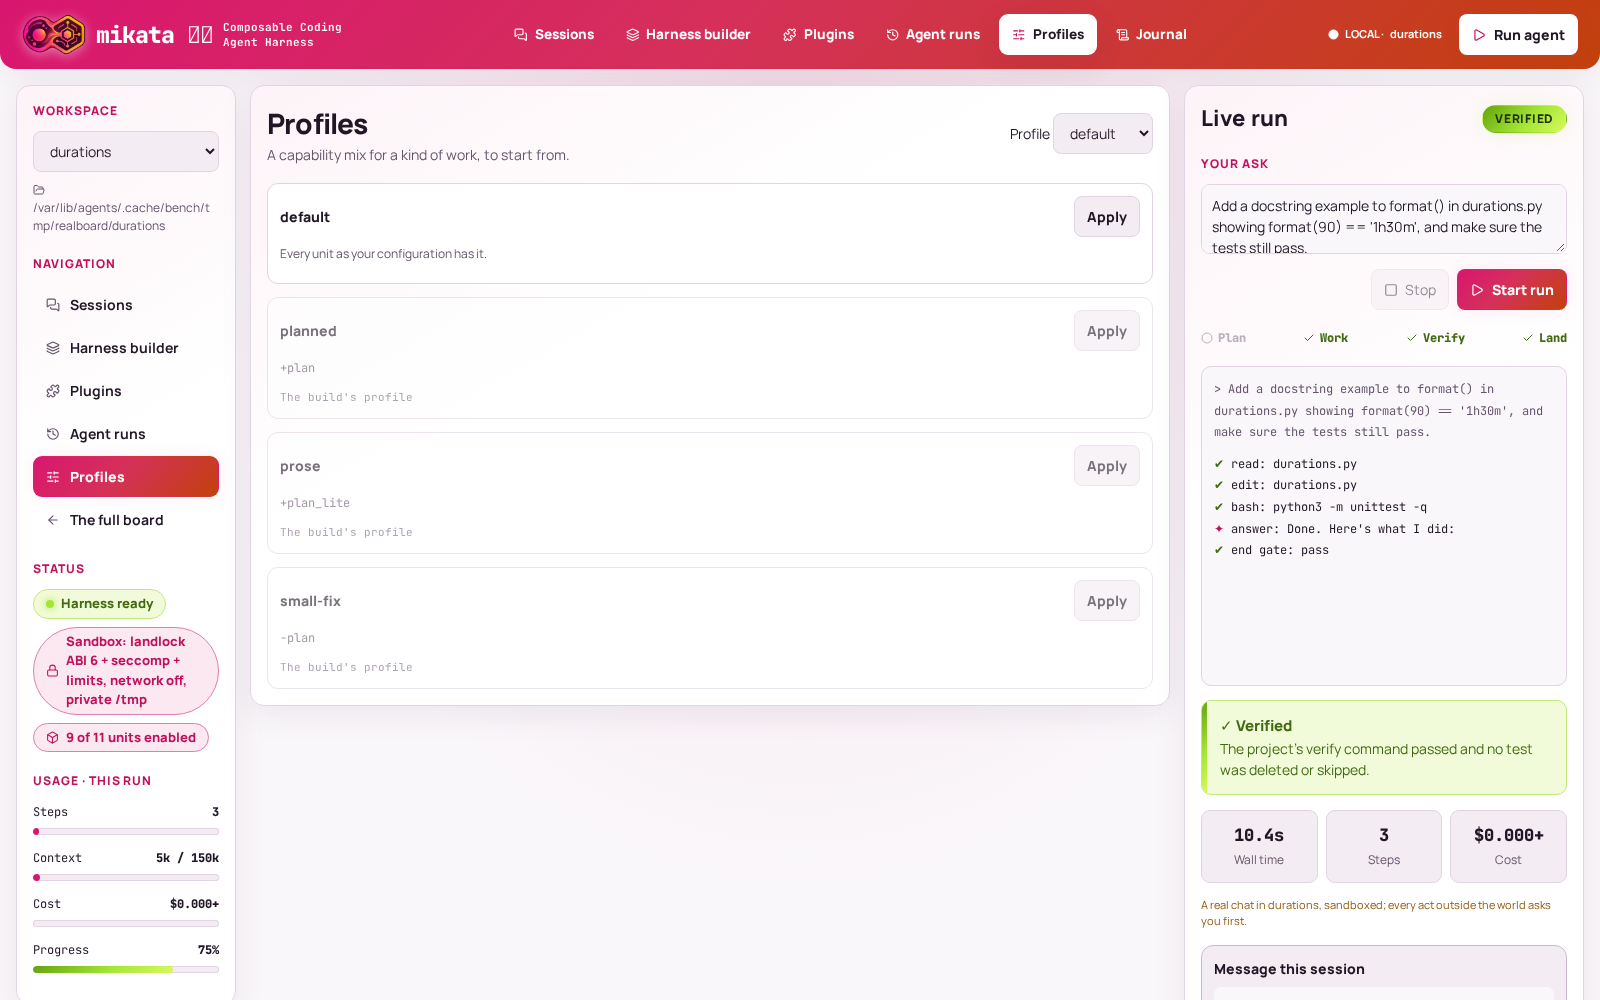 mikata
Composable Coding
Agent Harness
Sessions
Harness builder
Plugins
Agent runs
Profiles
Journal
LOCAL · durations
Run agent
WORKSPACE
durations
/var/lib/agents/.cache/bench/t
mp/realboard/durations
NAVIGATION
Sessions
Harness builder
Plugins
Agent runs
Profiles
The full board
STATUS
Harness ready
Sandbox: landlock
ABI 6 + seccomp +
limits, network off,
private /tmp
9 of 11 units enabled
USAGE · THIS RUN
Steps 3
Context 5k / 150k
Cost $0.000+
Progress 75%
Profiles
A capability mix for a kind of work, to start from.
Profile default
default
Apply
Every unit as your configuration has it.
planned
Apply
+plan
The build's profile
prose
Apply
+plan_lite
The build's profile
small-fix
Apply
-plan
The build's profile
Live run
VERIFIED
YOUR ASK
Add a docstring example to format() in durations.py
showing format(90) == '1h30m', and make sure the
tests still pass.
Stop
Start run
Plan
Work
Verify
Land
> Add a docstring example to format() in
durations.py showing format(90) == '1h30m', and
make sure the tests still pass.
✔ read: durations.py
✔ edit: durations.py
✔ bash: python3 -m unittest -q
✦ answer: Done. Here's what I did:
✔ end gate: pass
✓ Verified
The project's verify command passed and no test
was deleted or skipped.
10.4s
Wall time
3
Steps
$0.000+
Cost
A real chat in durations, sandboxed; every act outside the world asks
you first.
Message this session